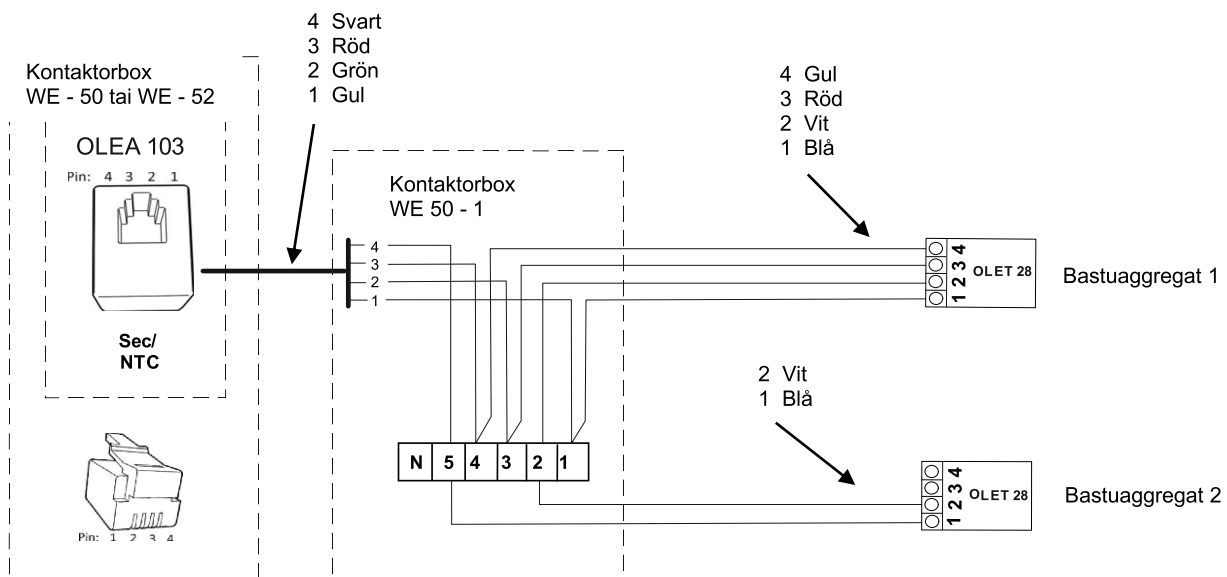 4 Svart
3 Röd
2 Grön
1 Gul
Kontaktorbox
WE - 50 tai WE - 52
OLEA 103
Pin: 4 3 2 1
Sec/
NTC
Pin: 1 2 3 4
Kontaktorbox
WE 50 - 1
4
3
2
1
N 5 4 3 2 1
4 Gul
3 Röd
2 Vit
1 Blå
1 2 3 4
OLET 28
Bastuaggregat 1
2 Vit
1 Blå
1 2 3 4
OLET 28
Bastuaggregat 2